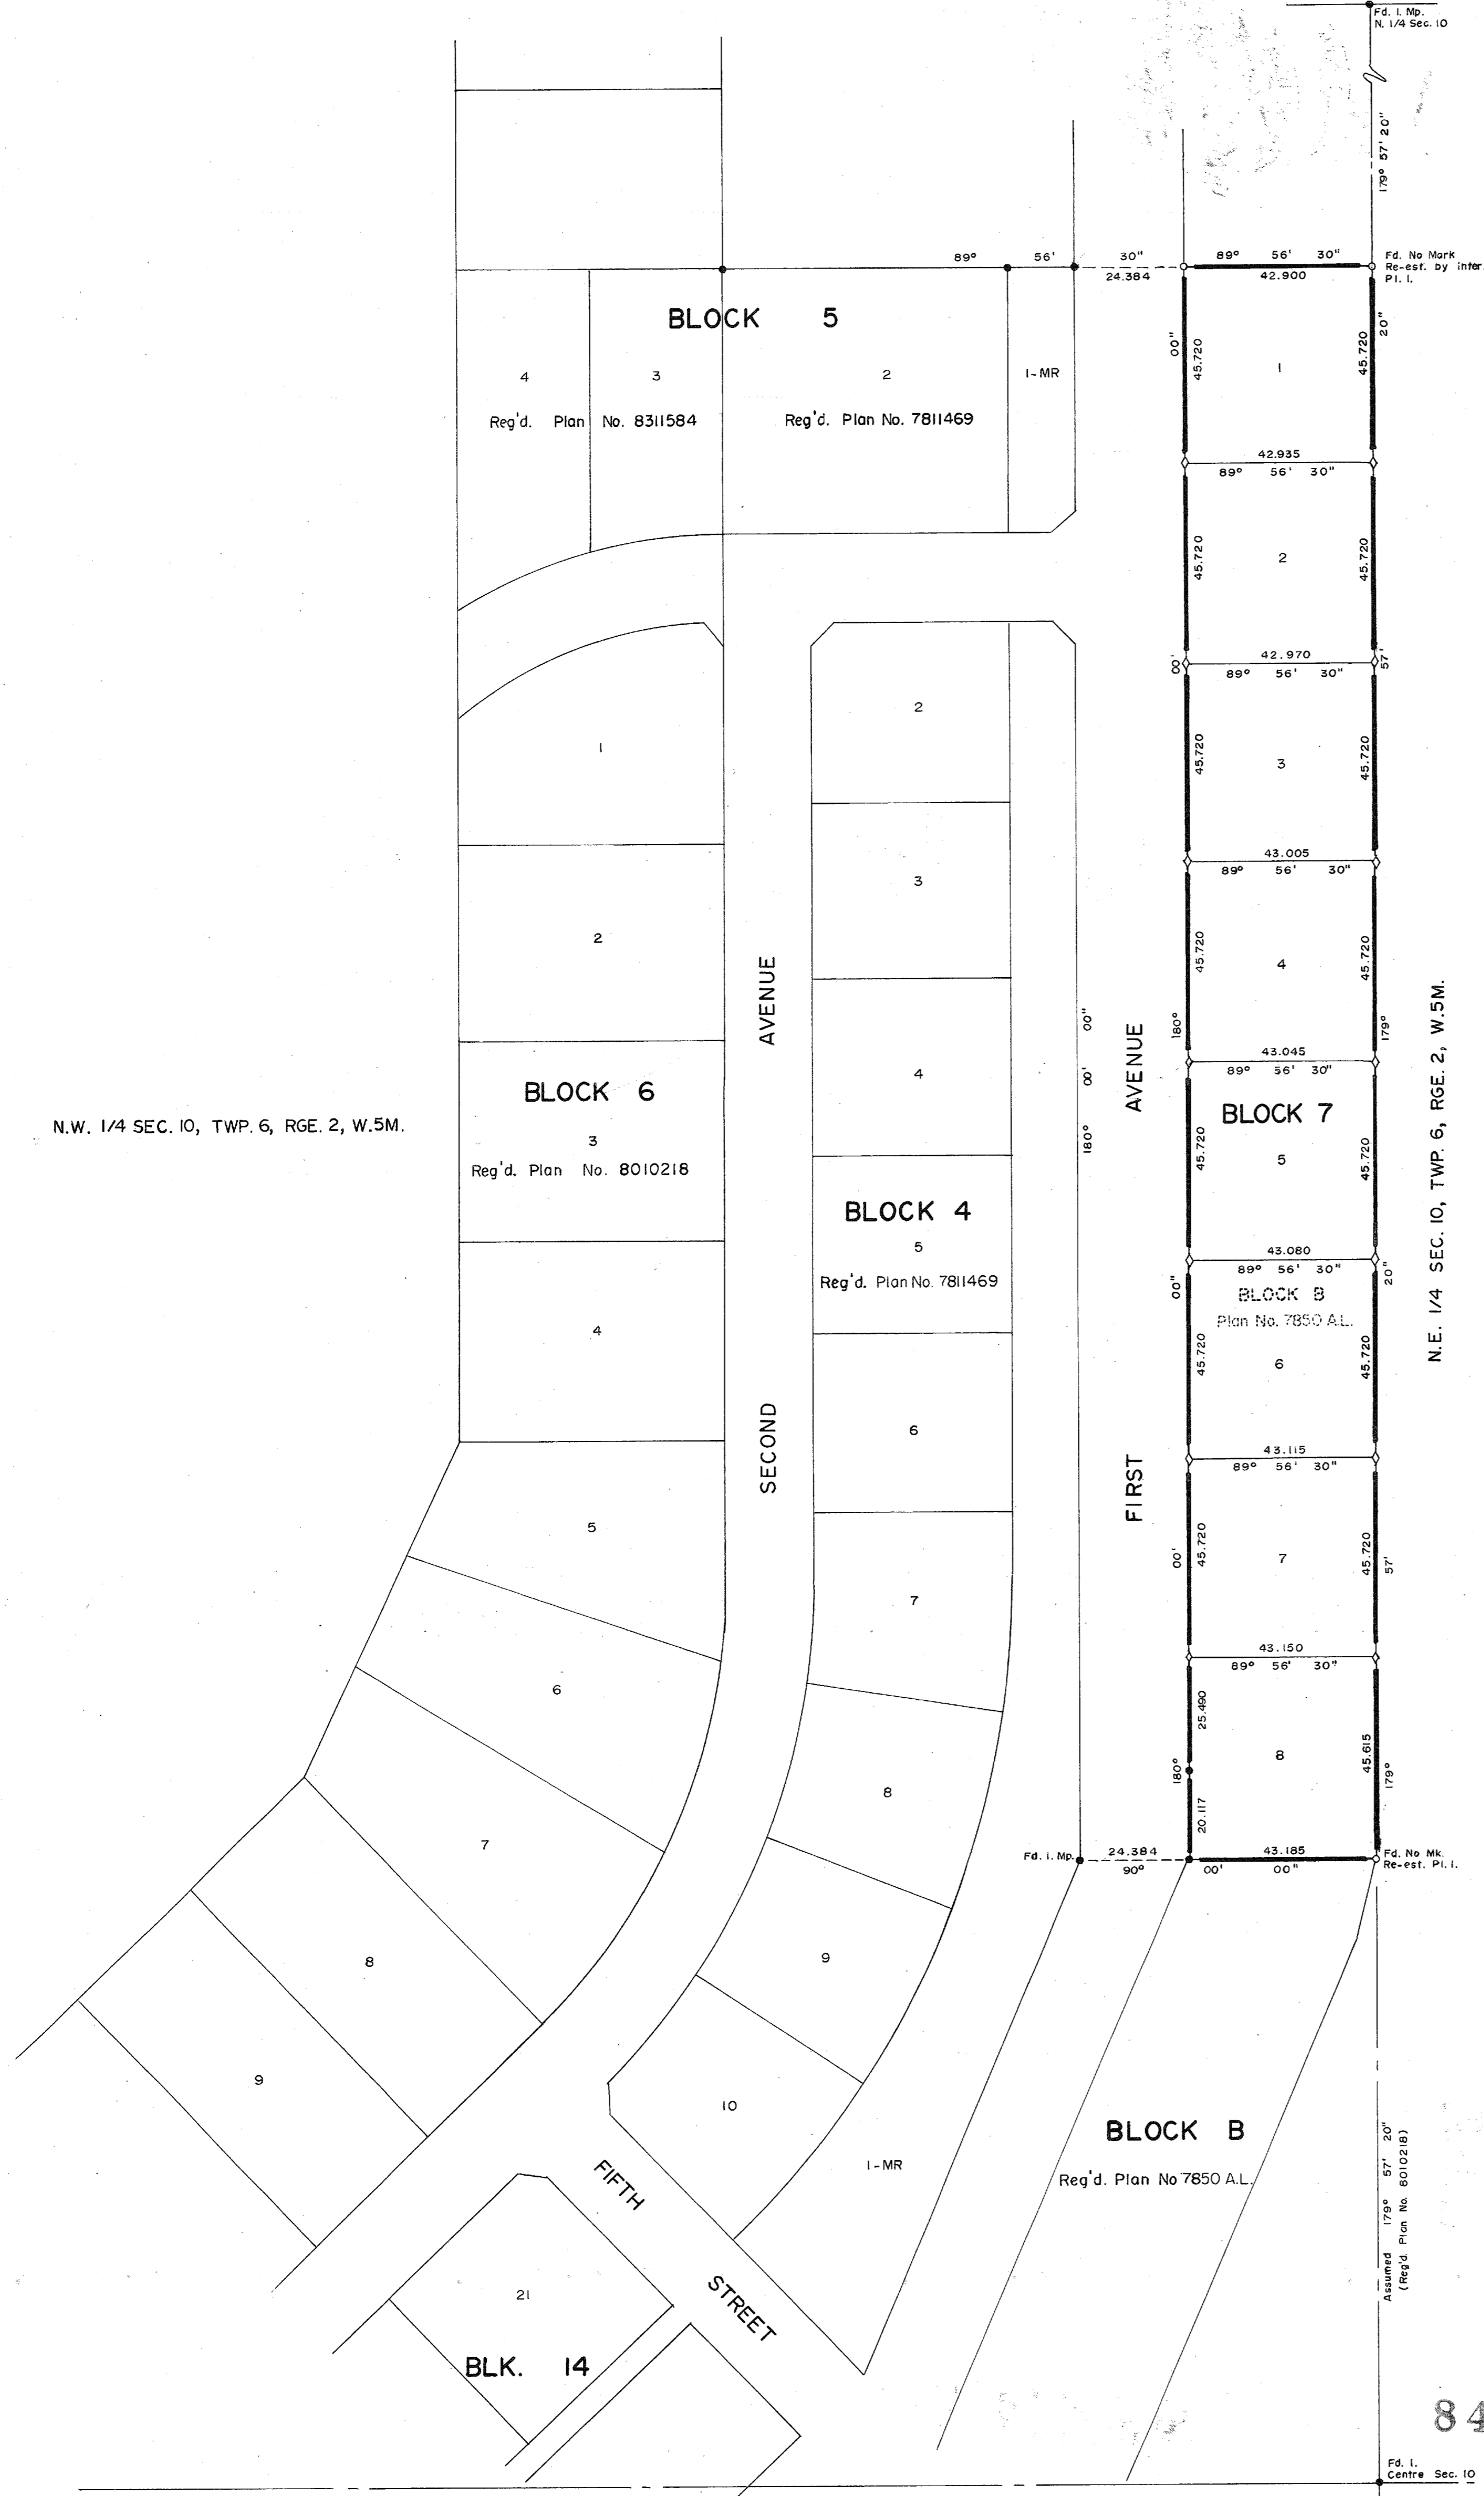 Fd. I. Mp.
N. 1/4 Sec. 10
179° 57' 20"
89° 56' 30"
24.384
89° 56' 30"
42.900
Fd. No Mark
Re-est. by inter
Pl. I.
BLOCK 5
4
3
2
1-MR
Reg'd. Plan No. 8311584
Reg'd. Plan No. 7811469
00"
45.720
1
45.720
20"
42.935
89° 56' 30"
45.720
2
45.720
00'
42.970
89° 56' 30"
57'
45.720
3
45.720
43.005
89° 56' 30"
45.720
4
45.720
180°
179°
43.045
89° 56' 30"
BLOCK 7
45.720
5
45.720
43.080
89° 56' 30"
00"
20"
BLOCK B
Plan No. 7850 A.L.
45.720
6
45.720
43.115
89° 56' 30"
45.720
7
45.720
00'
57'
43.150
89° 56' 30"
25.490
8
45.615
180°
179°
20.117
Fd. I. Mp.
24.384
43.185
90° 00' 00"
Fd. No Mk.
Re-est. Pl. I.
1
2
BLOCK 6
3
Reg'd. Plan No. 8010218
4
5
6
7
8
9
N.W. 1/4 SEC. 10, TWP. 6, RGE. 2, W.5M.
SECOND AVENUE
2
3
4
BLOCK 4
5
Reg'd. Plan No. 7811469
6
7
8
9
10
1-MR
180° 00' 00"
FIRST AVENUE
N.E. 1/4 SEC. 10, TWP. 6, RGE. 2, W.5M.
BLOCK B
Reg'd. Plan No 7850 A.L.
FIFTH STREET
21
BLK. 14
Assumed 179° 57' 20"
(Reg'd. Plan No. 8010218)
84
Fd. I.
Centre Sec. 10